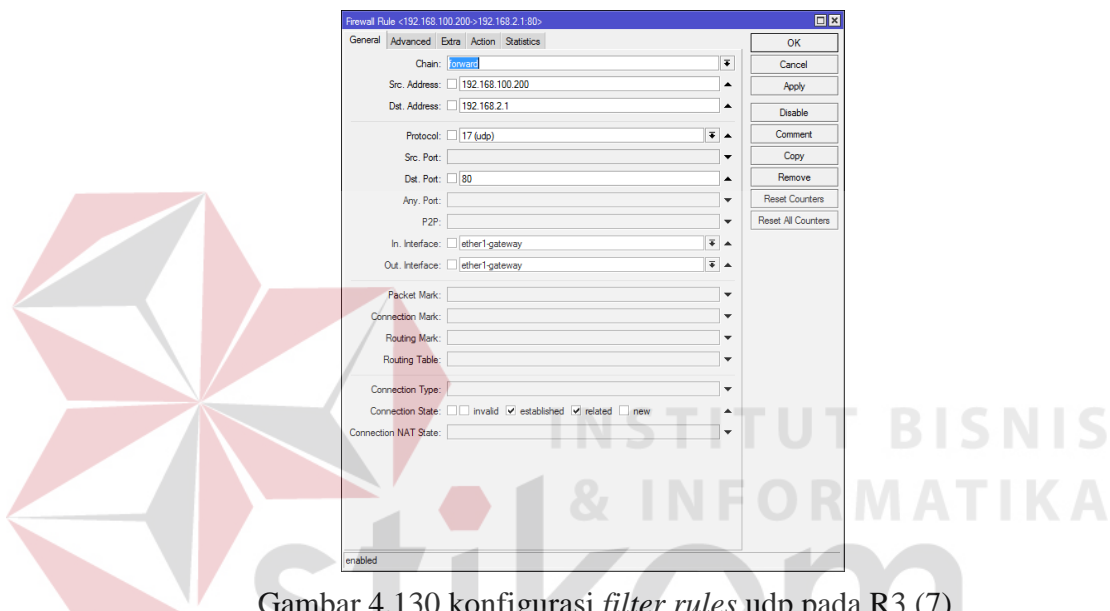 Firewall Rule <192.168.100.200->192.168.2.1:80>
General Advanced Extra Action Statistics
Chain: forward
Src. Address: 192.168.100.200
Dst. Address: 192.168.2.1
Protocol: 17 (udp)
Src. Port:
Dst. Port: 80
Any. Port:
P2P:
In. Interface: ether1-gateway
Out. Interface: ether1-gateway
Packet Mark:
Connection Mark:
Routing Mark:
Routing Table:
Connection Type:
Connection State: invalid established related new
Connection NAT State:
enabled
OK
Cancel
Apply
Disable
Comment
Copy
Remove
Reset Counters
Reset All Counters
INSTITUT BISNIS
& INFORMATIKA
stikom
Gambar 4.130 konfigurasi filter rules udp pada R3 (7)